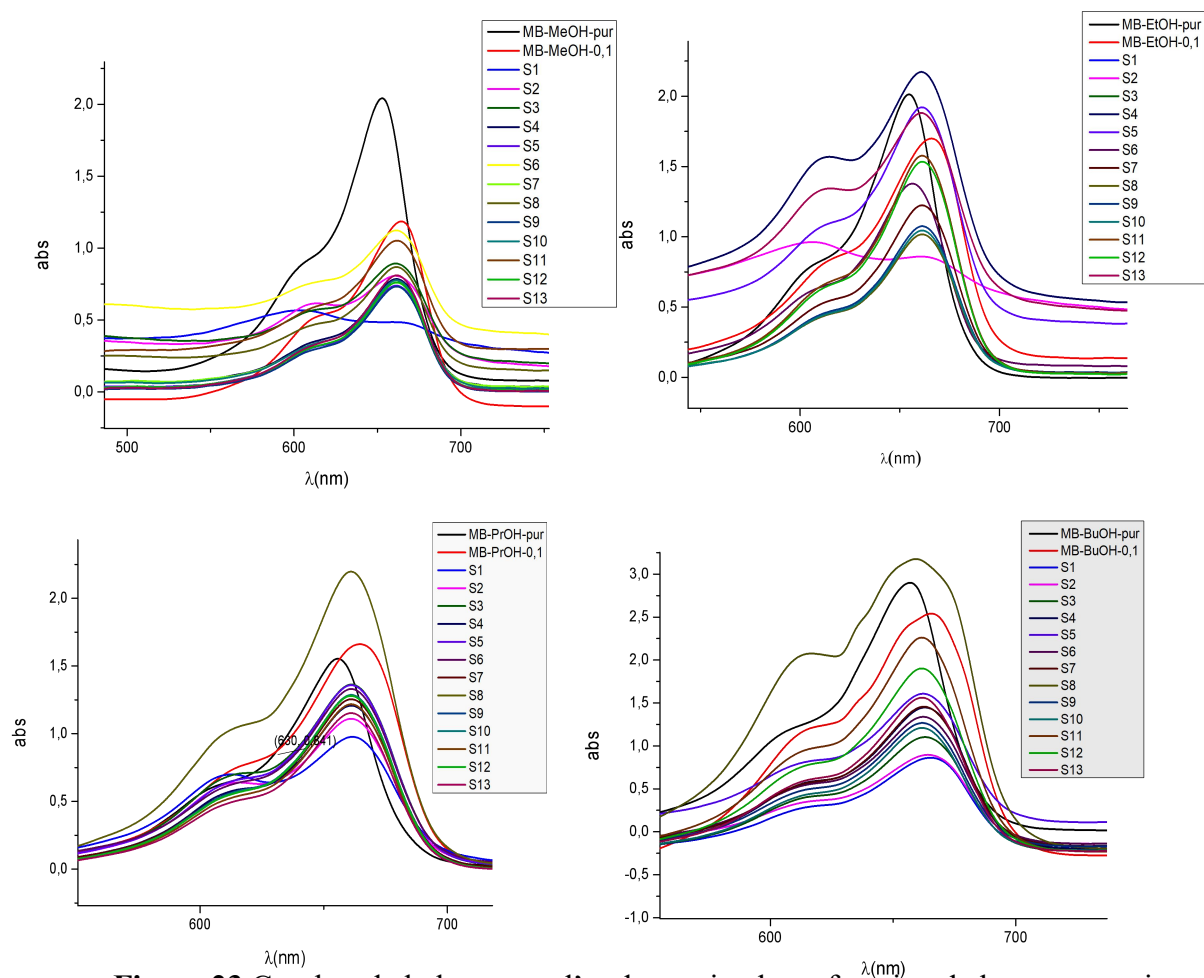 MB-MeOH-pur
MB-MeOH-0,1
S1
S2
S3
S4
S5
S6
S7
S8
S9
S10
S11
S12
S13
2,0
1,5
1,0
0,5
0,0
abs
500
600
700
λ(nm)
MB-EtOH-pur
MB-EtOH-0,1
S1
S2
S3
S4
S5
S6
S7
S8
S9
S10
S11
S12
S13
2,0
1,5
1,0
0,5
0,0
abs
600
700
λ(nm)
MB-PrOH-pur
MB-PrOH-0,1
S1
S2
S3
S4
S5
S6
S7
S8
S9
S10
S11
S12
S13
2,0
1,5
1,0
0,5
0,0
abs
(630, 0,841)
600
700
λ(nm)
MB-BuOH-pur
MB-BuOH-0,1
S1
S2
S3
S4
S5
S6
S7
S8
S9
S10
S11
S12
S13
3,0
2,5
2,0
1,5
1,0
0,5
0,0
-0,5
-1,0
abs
600
700
λ(nm)